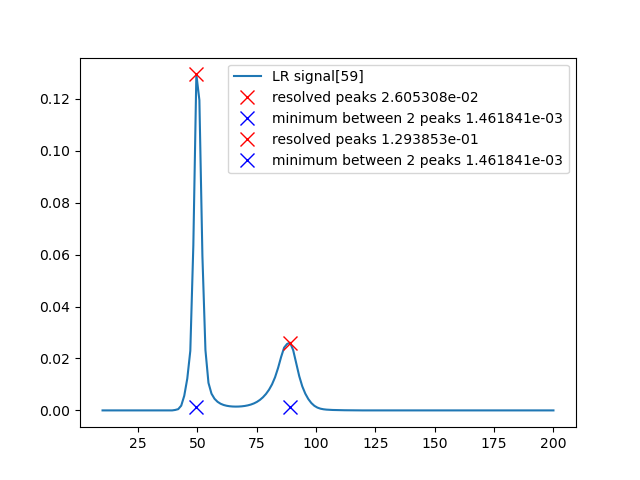 LR signal[59]
resolved peaks 2.605308e-02
minimum between 2 peaks 1.461841e-03
resolved peaks 1.293853e-01
minimum between 2 peaks 1.461841e-03
0.12
0.10
0.08
0.06
0.04
0.02
0.00
25 50 75 100 125 150 175 200